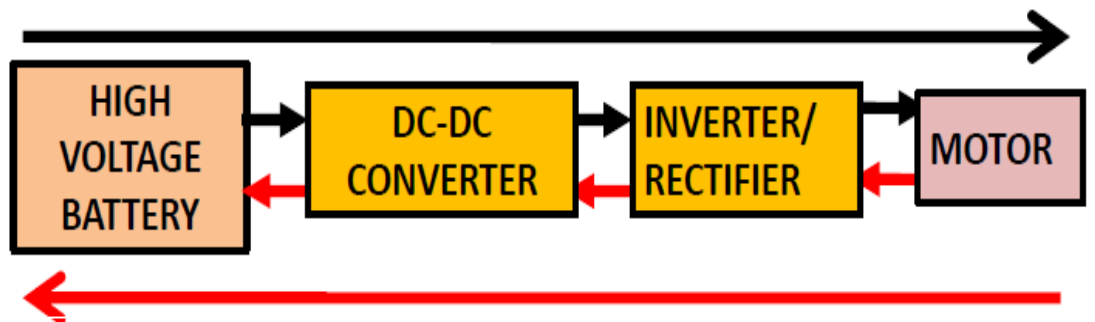 HIGH
VOLTAGE
BATTERY
DC-DC
CONVERTER
INVERTER/
RECTIFIER
MOTOR